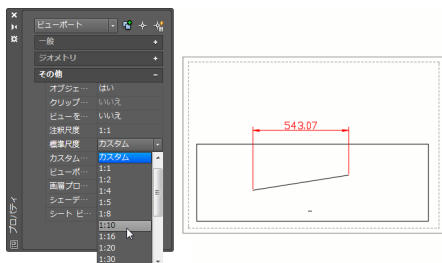 ビューポート
一般
ジオメトリ
その他
オブジェ… はい
クリップ… いいえ
ビューを… いいえ
注釈尺度 1:1
標準尺度 カスタム
カスタム… カスタム
ビューポ… 1:1
画層プロ… 1:2
シェーデ… 1:4
シート ビ… 1:5
1:8
1:10
1:16
1:20
1:30
プロパティ
543.07